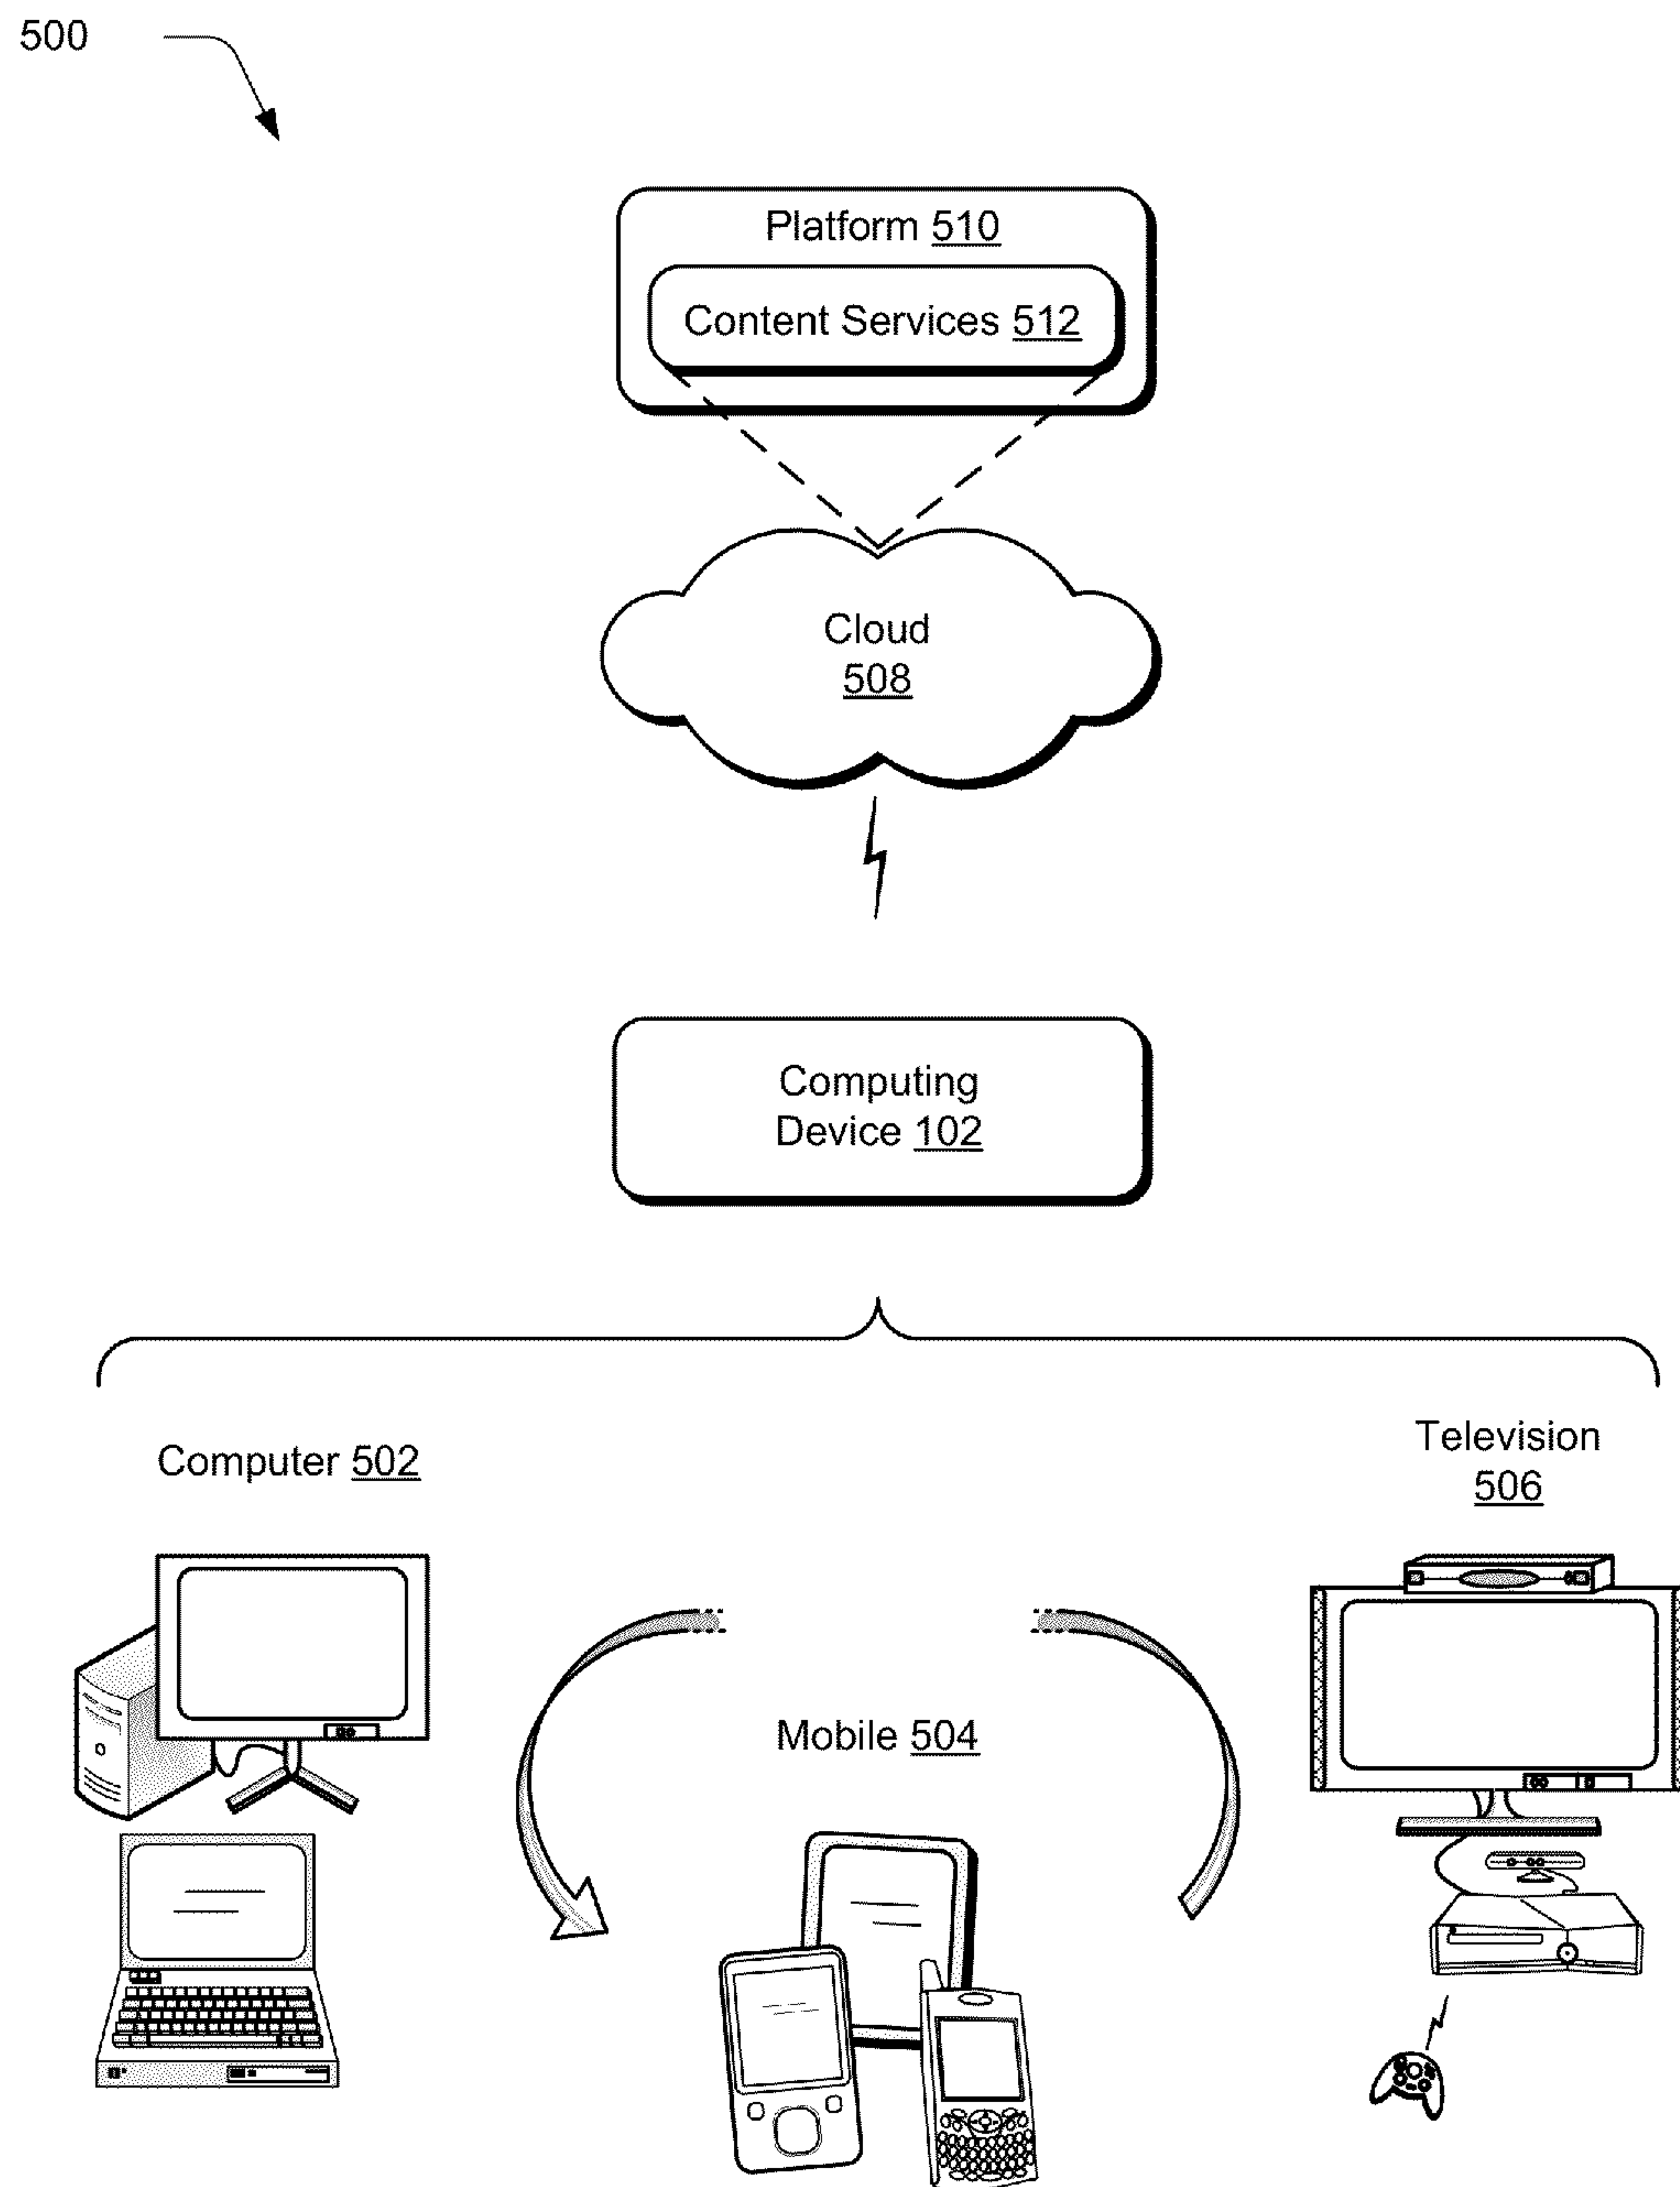 500
Platform 510
Content Services 512
Cloud
508
Computing
Device 102
Computer 502
Television
506
Mobile 504